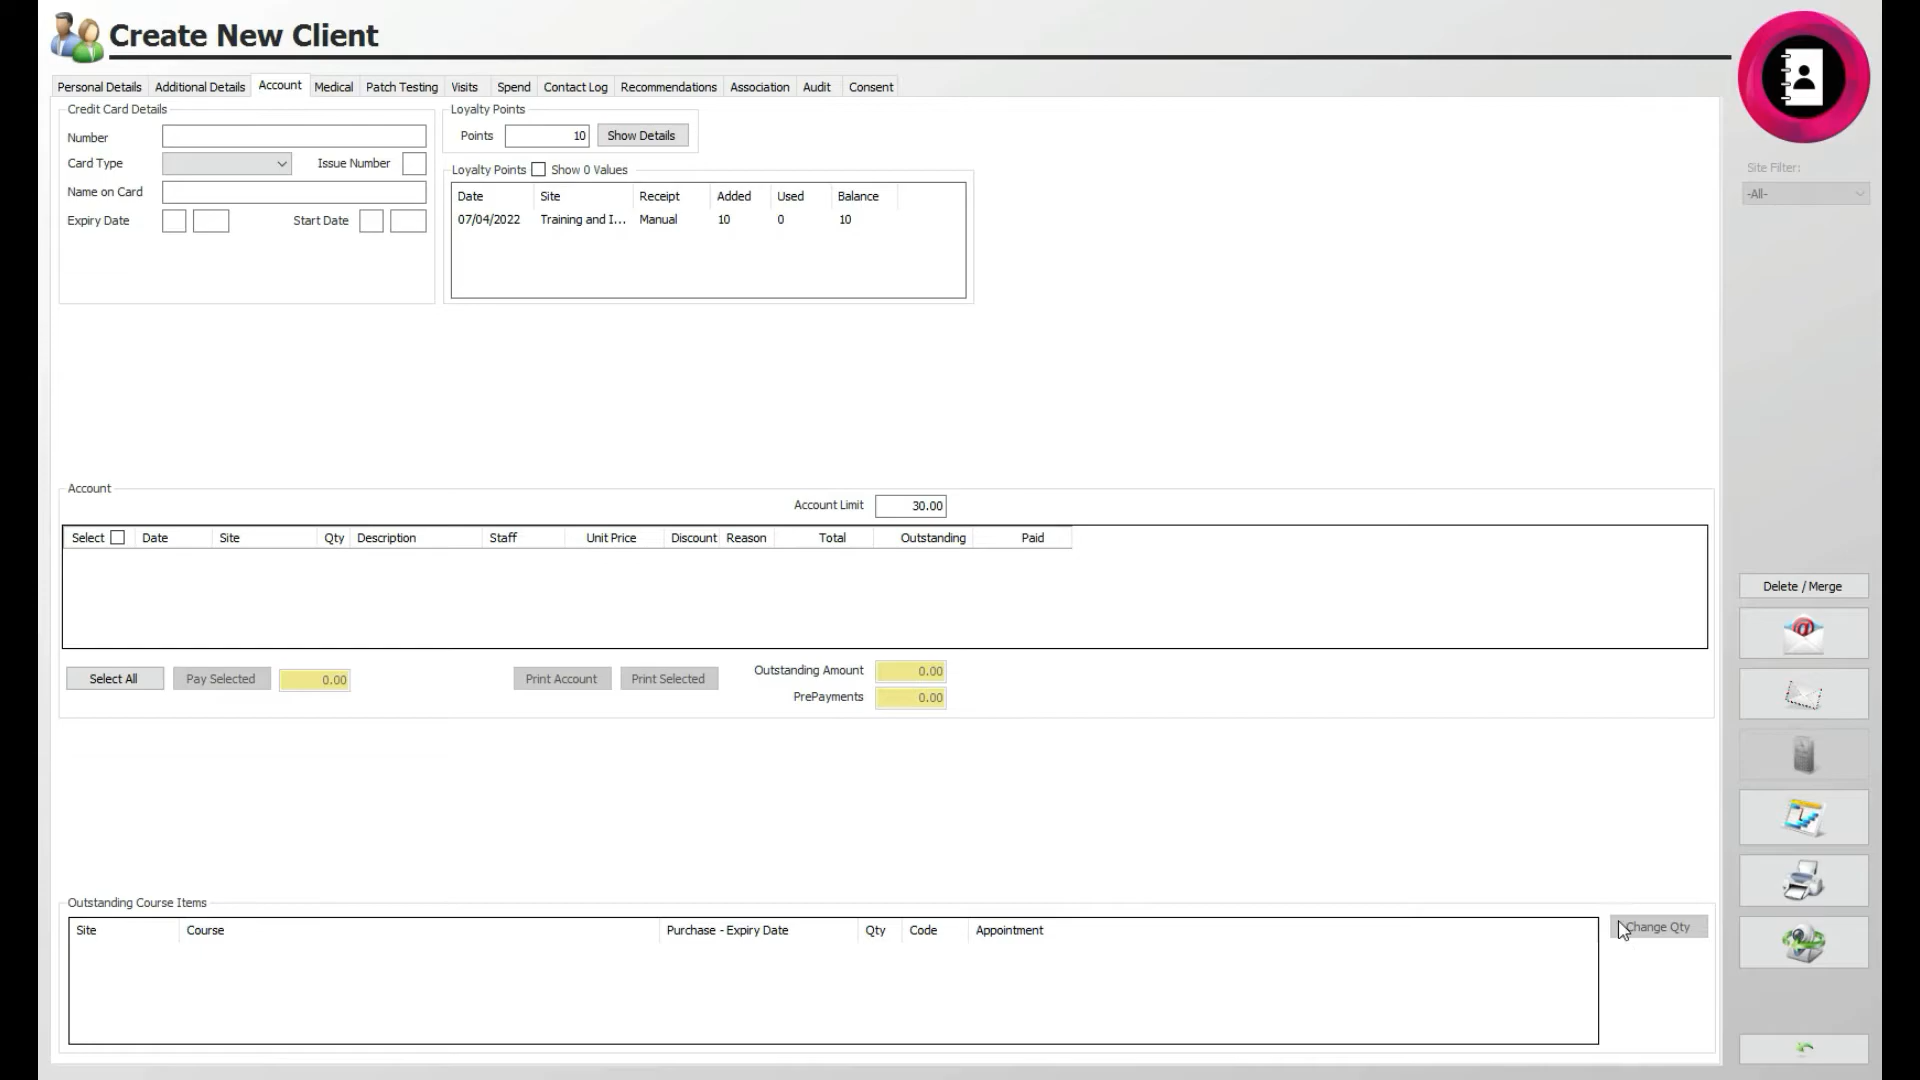 Create New Client
Personal Details Additional Details Account Medical Patch Testing Visits Spend Contact Log Recommendations Association Audit Consent
Credit Card Details
Number
Card Type Issue Number
Name on Card
Expiry Date Start Date
Loyalty Points
Points 10 Show Details
Loyalty Points Show 0 Values
Date Site Receipt Added Used Balance
07/04/2022 Training and I... Manual 10 0 10
Site Filter:
-All-
Account
Account Limit 30.00
Select Date Site Qty Description Staff Unit Price Discount Reason Total Outstanding Paid
Select All Pay Selected 0.00 Print Account Print Selected Outstanding Amount 0.00
PrePayments 0.00
Delete / Merge
Outstanding Course Items
Site Course Purchase - Expiry Date Qty Code Appointment
Change Qty